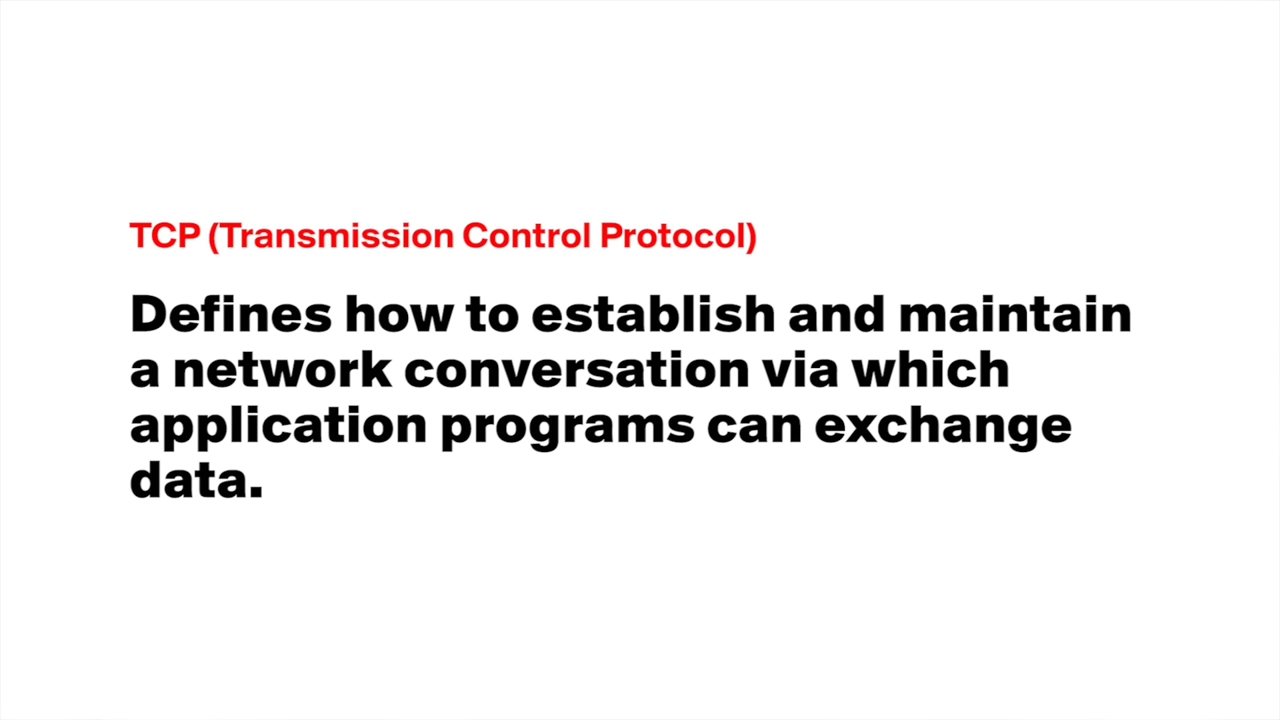 TCP (Transmission Control Protocol)
Defines how to establish and maintain
a network conversation via which
application programs can exchange
data.